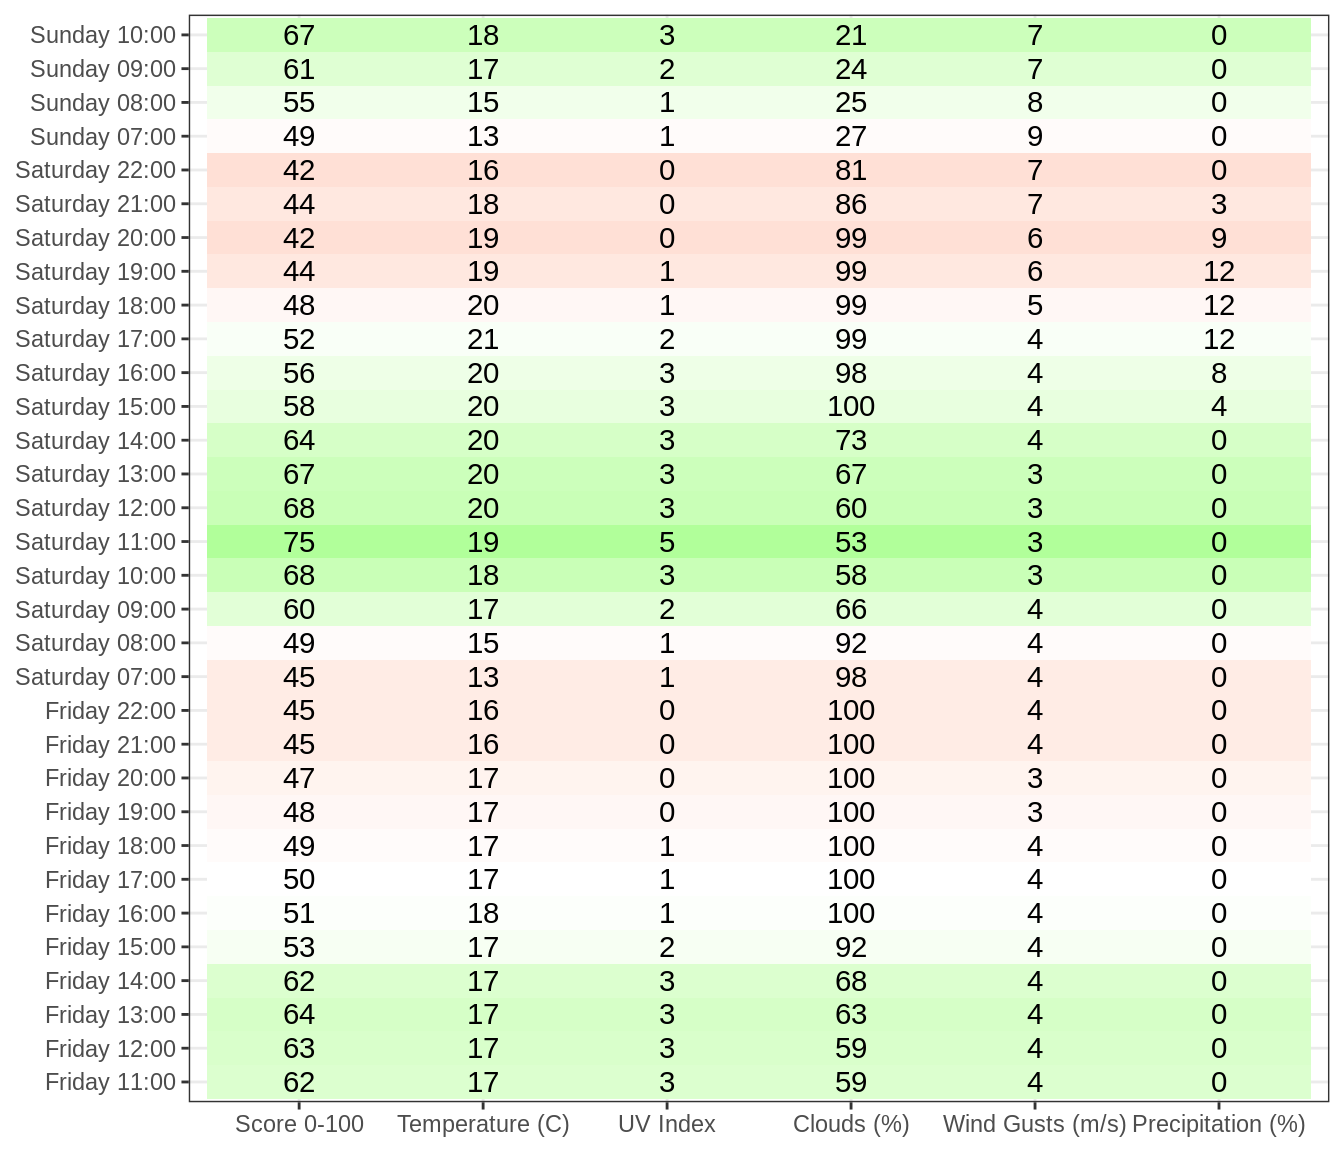 Sunday 10:00 67 18 3 21 7 0
Sunday 09:00 61 17 2 24 7 0
Sunday 08:00 55 15 1 25 8 0
Sunday 07:00 49 13 1 27 9 0
Saturday 22:00 42 16 0 81 7 0
Saturday 21:00 44 18 0 86 7 3
Saturday 20:00 42 19 0 99 6 9
Saturday 19:00 44 19 1 99 6 12
Saturday 18:00 48 20 1 99 5 12
Saturday 17:00 52 21 2 99 4 12
Saturday 16:00 56 20 3 98 4 8
Saturday 15:00 58 20 3 100 4 4
Saturday 14:00 64 20 3 73 4 0
Saturday 13:00 67 20 3 67 3 0
Saturday 12:00 68 20 3 60 3 0
Saturday 11:00 75 19 5 53 3 0
Saturday 10:00 68 18 3 58 3 0
Saturday 09:00 60 17 2 66 4 0
Saturday 08:00 49 15 1 92 4 0
Saturday 07:00 45 13 1 98 4 0
Friday 22:00 45 16 0 100 4 0
Friday 21:00 45 16 0 100 4 0
Friday 20:00 47 17 0 100 3 0
Friday 19:00 48 17 0 100 3 0
Friday 18:00 49 17 1 100 4 0
Friday 17:00 50 17 1 100 4 0
Friday 16:00 51 18 1 100 4 0
Friday 15:00 53 17 2 92 4 0
Friday 14:00 62 17 3 68 4 0
Friday 13:00 64 17 3 63 4 0
Friday 12:00 63 17 3 59 4 0
Friday 11:00 62 17 3 59 4 0
Score 0-100 Temperature (C) UV Index Clouds (%) Wind Gusts (m/s) Precipitation (%)